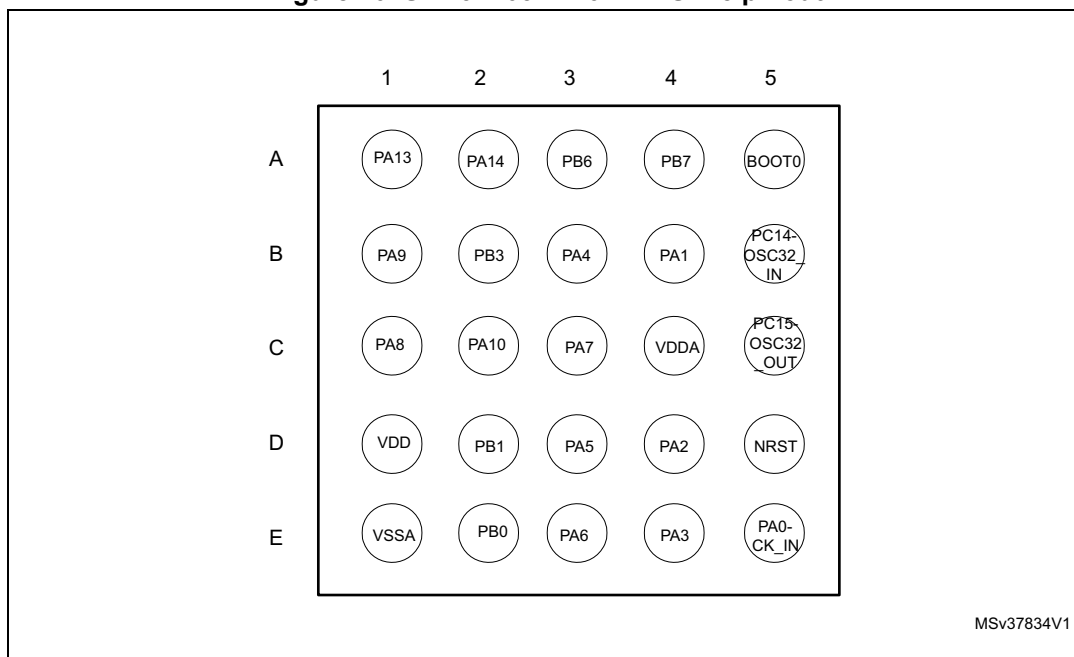 1 2 3 4 5
A PA13 PA14 PB6 PB7 BOOT0
B PA9 PB3 PA4 PA1 PC14-
OSC32_
IN
C PA8 PA10 PA7 VDDA PC15-
OSC32
_OUT
D VDD PB1 PA5 PA2 NRST
E VSSA PB0 PA6 PA3 PA0-
CK_IN
MSv37834V1